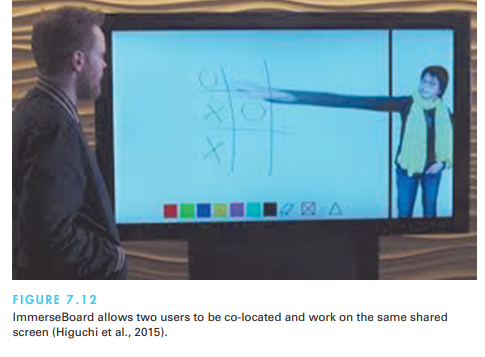 O
X O
X
FIGURE 7.12
ImmerseBoard allows two users to be co-located and work on the same shared
screen (Higuchi et al., 2015).